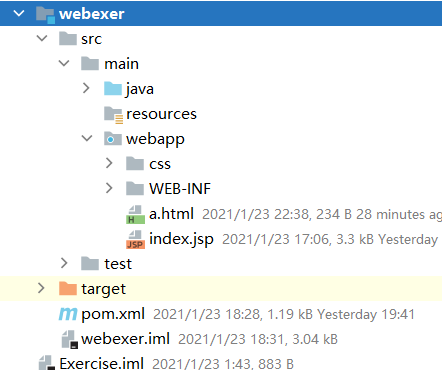 webexer
src
main
java
resources
webapp
css
WEB-INF
a.html 2021/1/23 22:38, 234 B 28 minutes ag
index.jsp 2021/1/23 17:06, 3.3 kB Yesterday
test
target
pom.xml 2021/1/23 18:28, 1.19 kB Yesterday 19:41
webexer.iml 2021/1/23 18:31, 3.04 kB
Exercise.iml 2021/1/23 1:43, 883 B